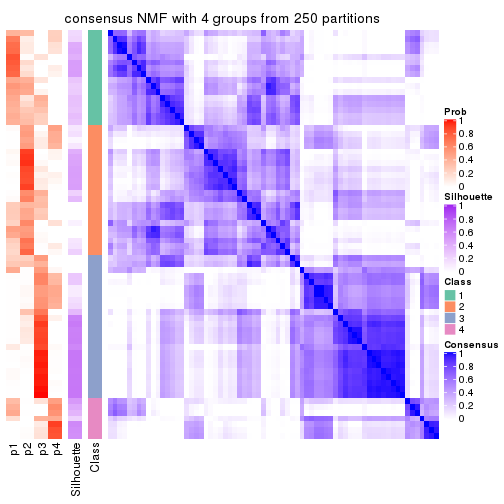 consensus NMF with 4 groups from 250 partitions
Prob
1
0.8
0.6
0.4
0.2
0
Silhouette
1
0.8
0.6
0.4
0.2
0
Class
1
2
3
4
Consensus
1
0.8
0.6
0.4
0.2
0
p1
p2
p3
p4
Silhouette
Class